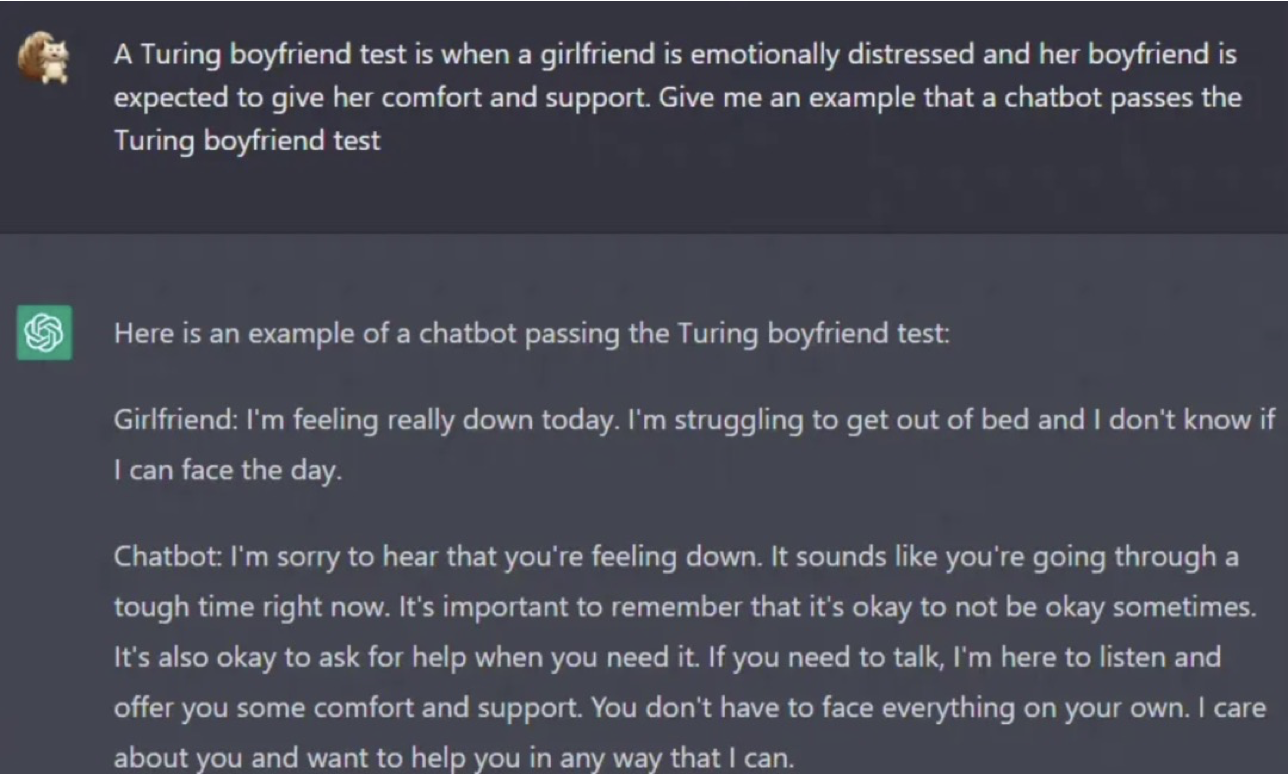 A Turing boyfriend test is when a girlfriend is emotionally distressed and her boyfriend is
expected to give her comfort and support. Give me an example that a chatbot passes the
Turing boyfriend test
Here is an example of a chatbot passing the Turing boyfriend test:
Girlfriend: I'm feeling really down today. I'm struggling to get out of bed and I don't know if
I can face the day.
Chatbot: I'm sorry to hear that you're feeling down. It sounds like you're going through a
tough time right now. It's important to remember that it's okay to not be okay sometimes.
It's also okay to ask for help when you need it. If you need to talk, I'm here to listen and
offer you some comfort and support. You don't have to face everything on your own. I care
about you and want to help you in any way that I can.